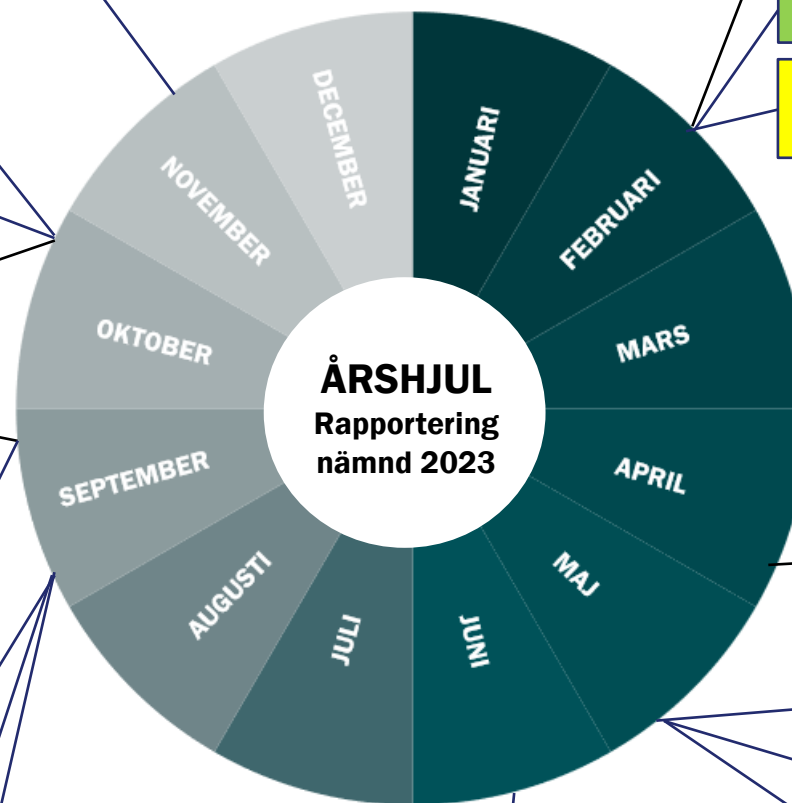 ÅRSHJUL
Rapportering
nämnd 2023
JANUARI
FEBRUARI
MARS
APRIL
MAJ
JUNI
JULI
AUGUSTI
SEPTEMBER
OKTOBER
NOVEMBER
DECEMBER